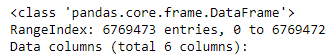 <class 'pandas.core.frame.DataFrame'>
RangeIndex: 6769473 entries, 0 to 6769472
Data columns (total 6 columns):